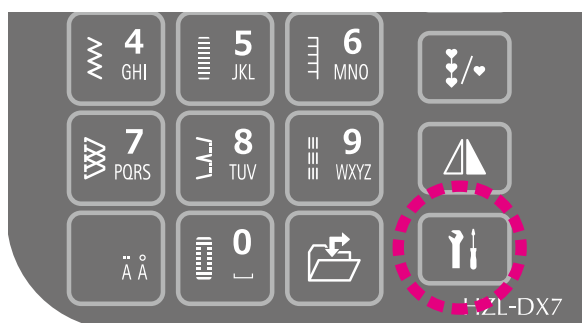 4 GHI
5 JKL
6 MNO
/
7 PQRS
8 TUV
9 WXYZ
Ä Å
0
HZL-DX7